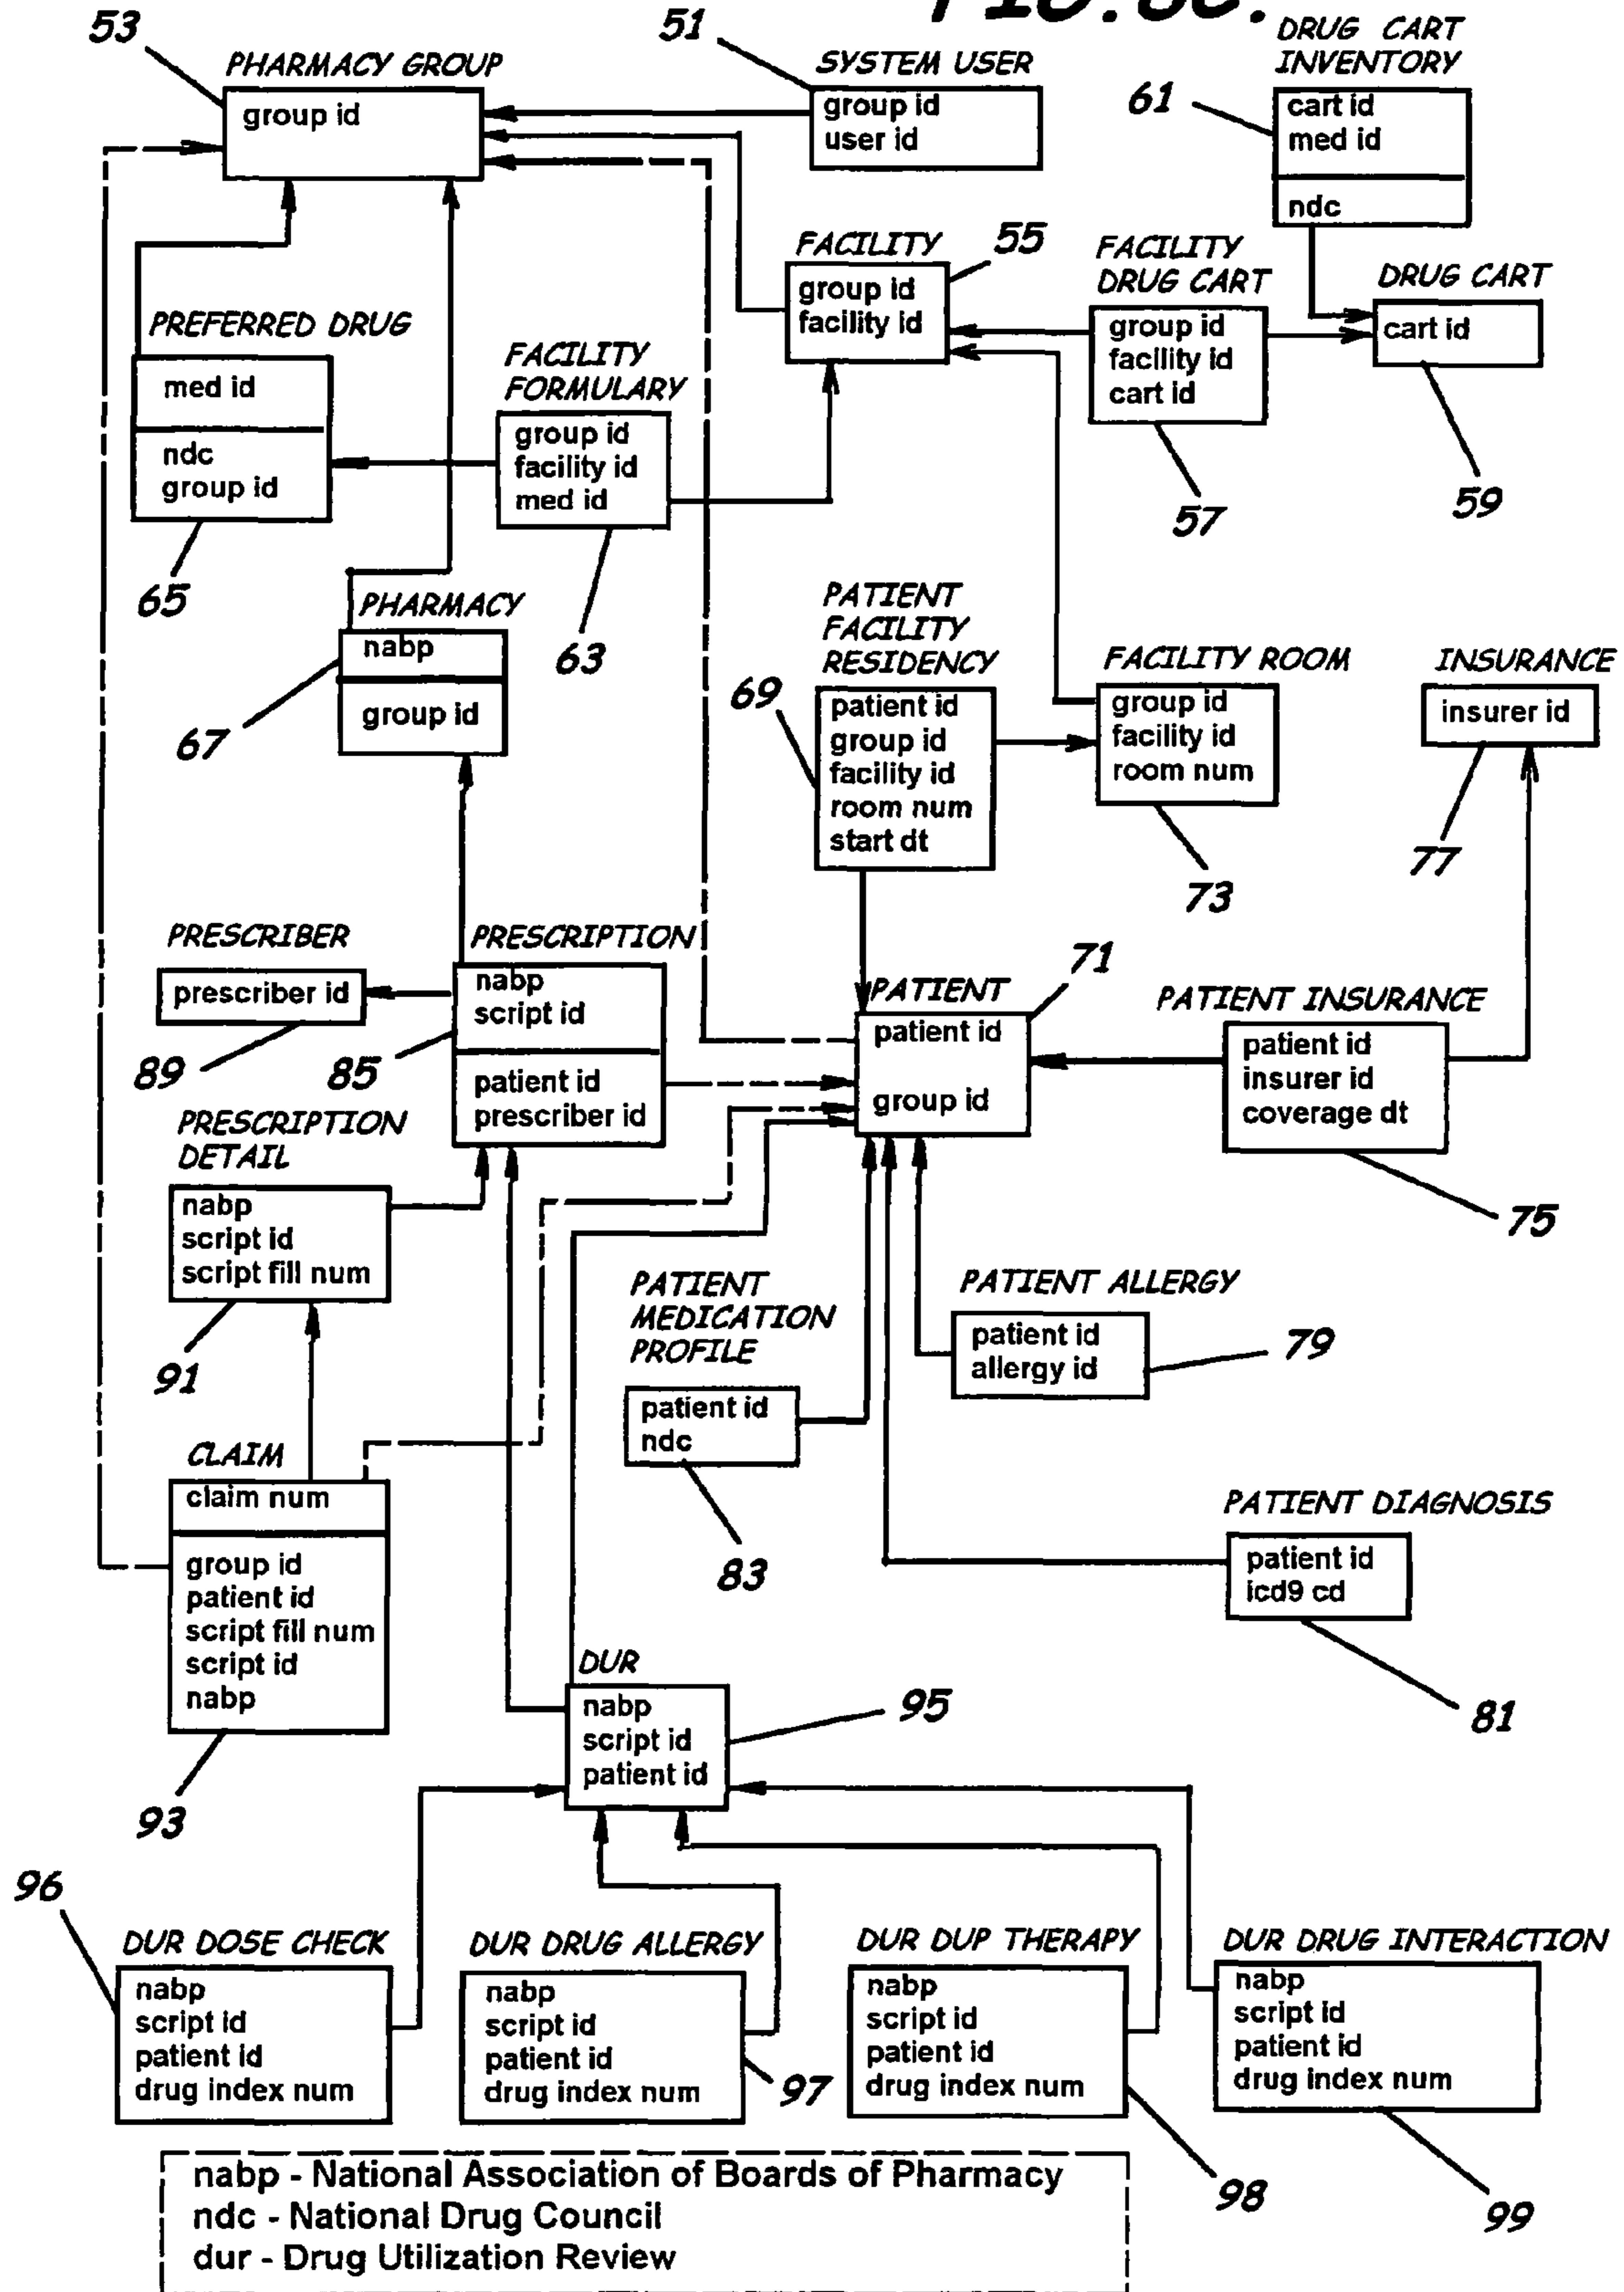 53
51
DRUG CART
INVENTORY
PHARMACY GROUP
group id
SYSTEM USER
group id
user id
61
cart id
med id
ndc
FACILITY
55
group id
facility id
FACILITY
DRUG CART
group id
facility id
cart id
57
DRUG CART
cart id
59
PREFERRED DRUG
med id
ndc
group id
65
FACILITY
FORMULARY
group id
facility id
med id
63
PHARMACY
nabp
group id
67
PATIENT
FACILITY
RESIDENCY
69
patient id
group id
facility id
room num
start dt
FACILITY ROOM
group id
facility id
room num
73
INSURANCE
insurer id
77
PRESCRIBER
prescriber id
89
PRESCRIPTION
nabp
script id
patient id
prescriber id
85
PATIENT
71
patient id
group id
PATIENT INSURANCE
patient id
insurer id
coverage dt
75
PRESCRIPTION
DETAIL
nabp
script id
script fill num
91
PATIENT
MEDICATION
PROFILE
patient id
ndc
83
PATIENT ALLERGY
patient id
allergy id
79
CLAIM
claim num
group id
patient id
script fill num
script id
nabp
93
PATIENT DIAGNOSIS
patient id
icd9 cd
81
DUR
nabp
script id
patient id
95
96
DUR DOSE CHECK
nabp
script id
patient id
drug index num
DUR DRUG ALLERGY
nabp
script id
patient id
drug index num
97
DUR DUP THERAPY
nabp
script id
patient id
drug index num
98
DUR DRUG INTERACTION
nabp
script id
patient id
drug index num
99
nabp - National Association of Boards of Pharmacy
ndc - National Drug Council
dur - Drug Utilization Review